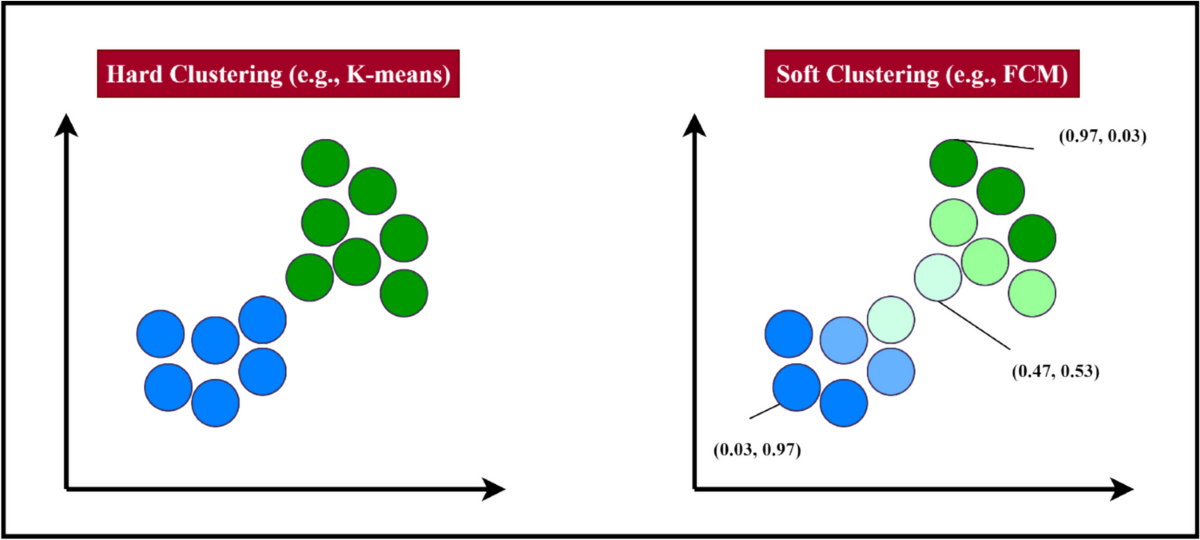 Hard Clustering (e.g., K-means)
Soft Clustering (e.g., FCM)
(0.97, 0.03)
(0.47, 0.53)
(0.03, 0.97)